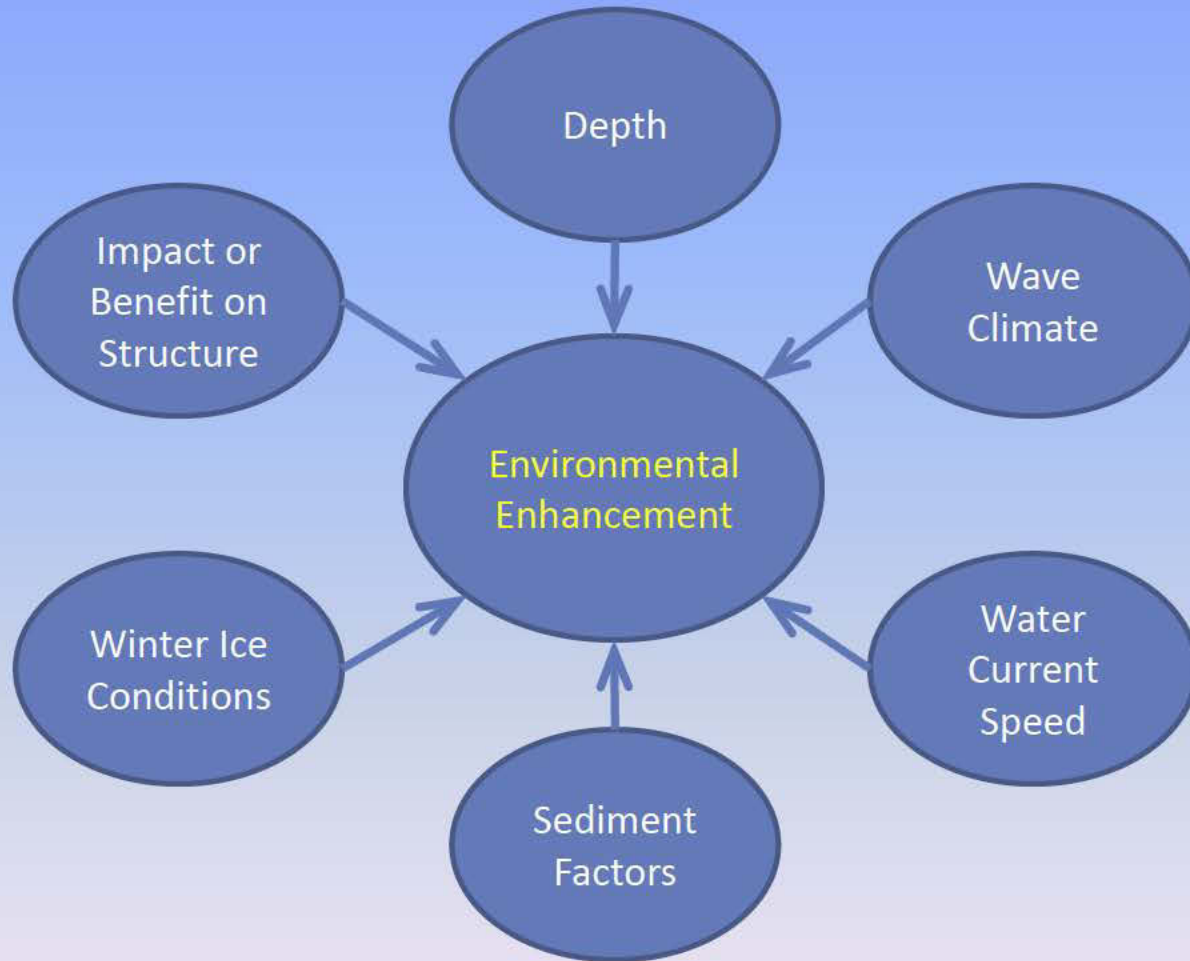 Depth
Impact or
Benefit on
Structure
Wave
Climate
Environmental
Enhancement
Winter Ice
Conditions
Water
Current
Speed
Sediment
Factors